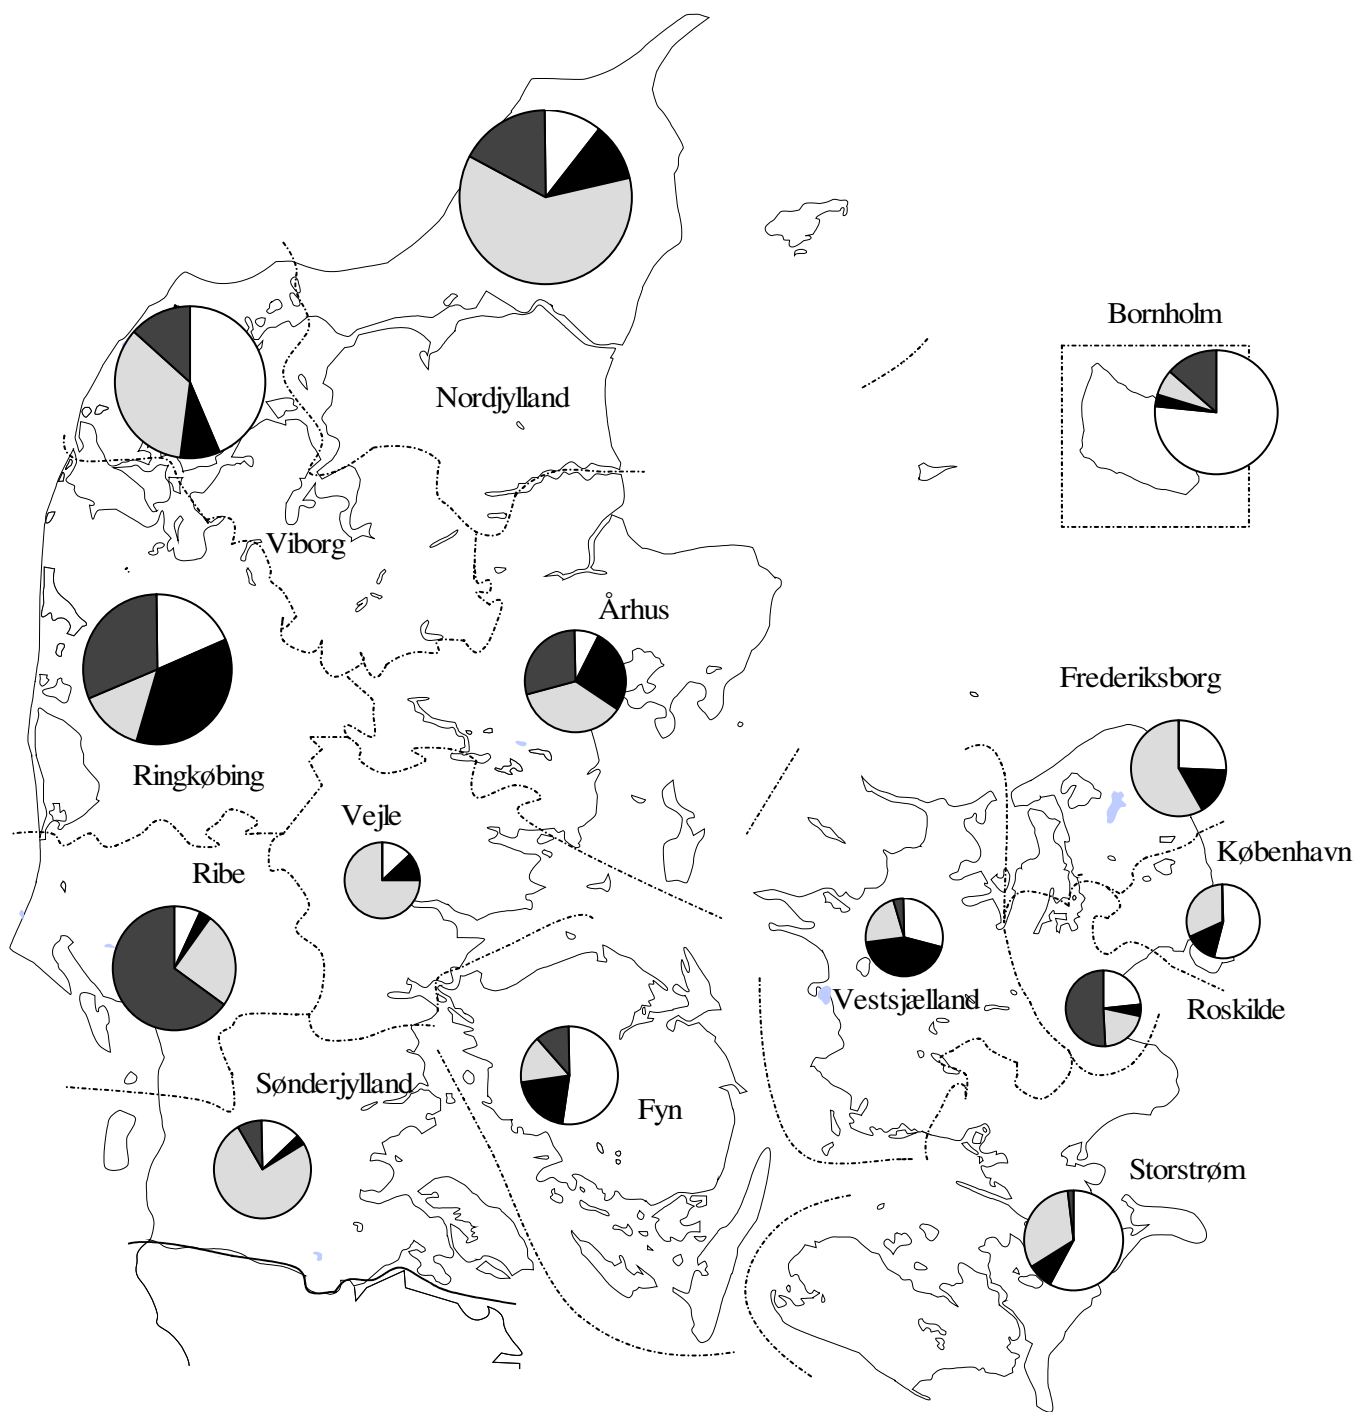 Bornholm
Nordjylland
Viborg
Århus
Frederiksborg
Ringkøbing
Vejle
København
Ribe
Vestsjælland
Roskilde
Sønderjylland
Fyn
Storstrøm